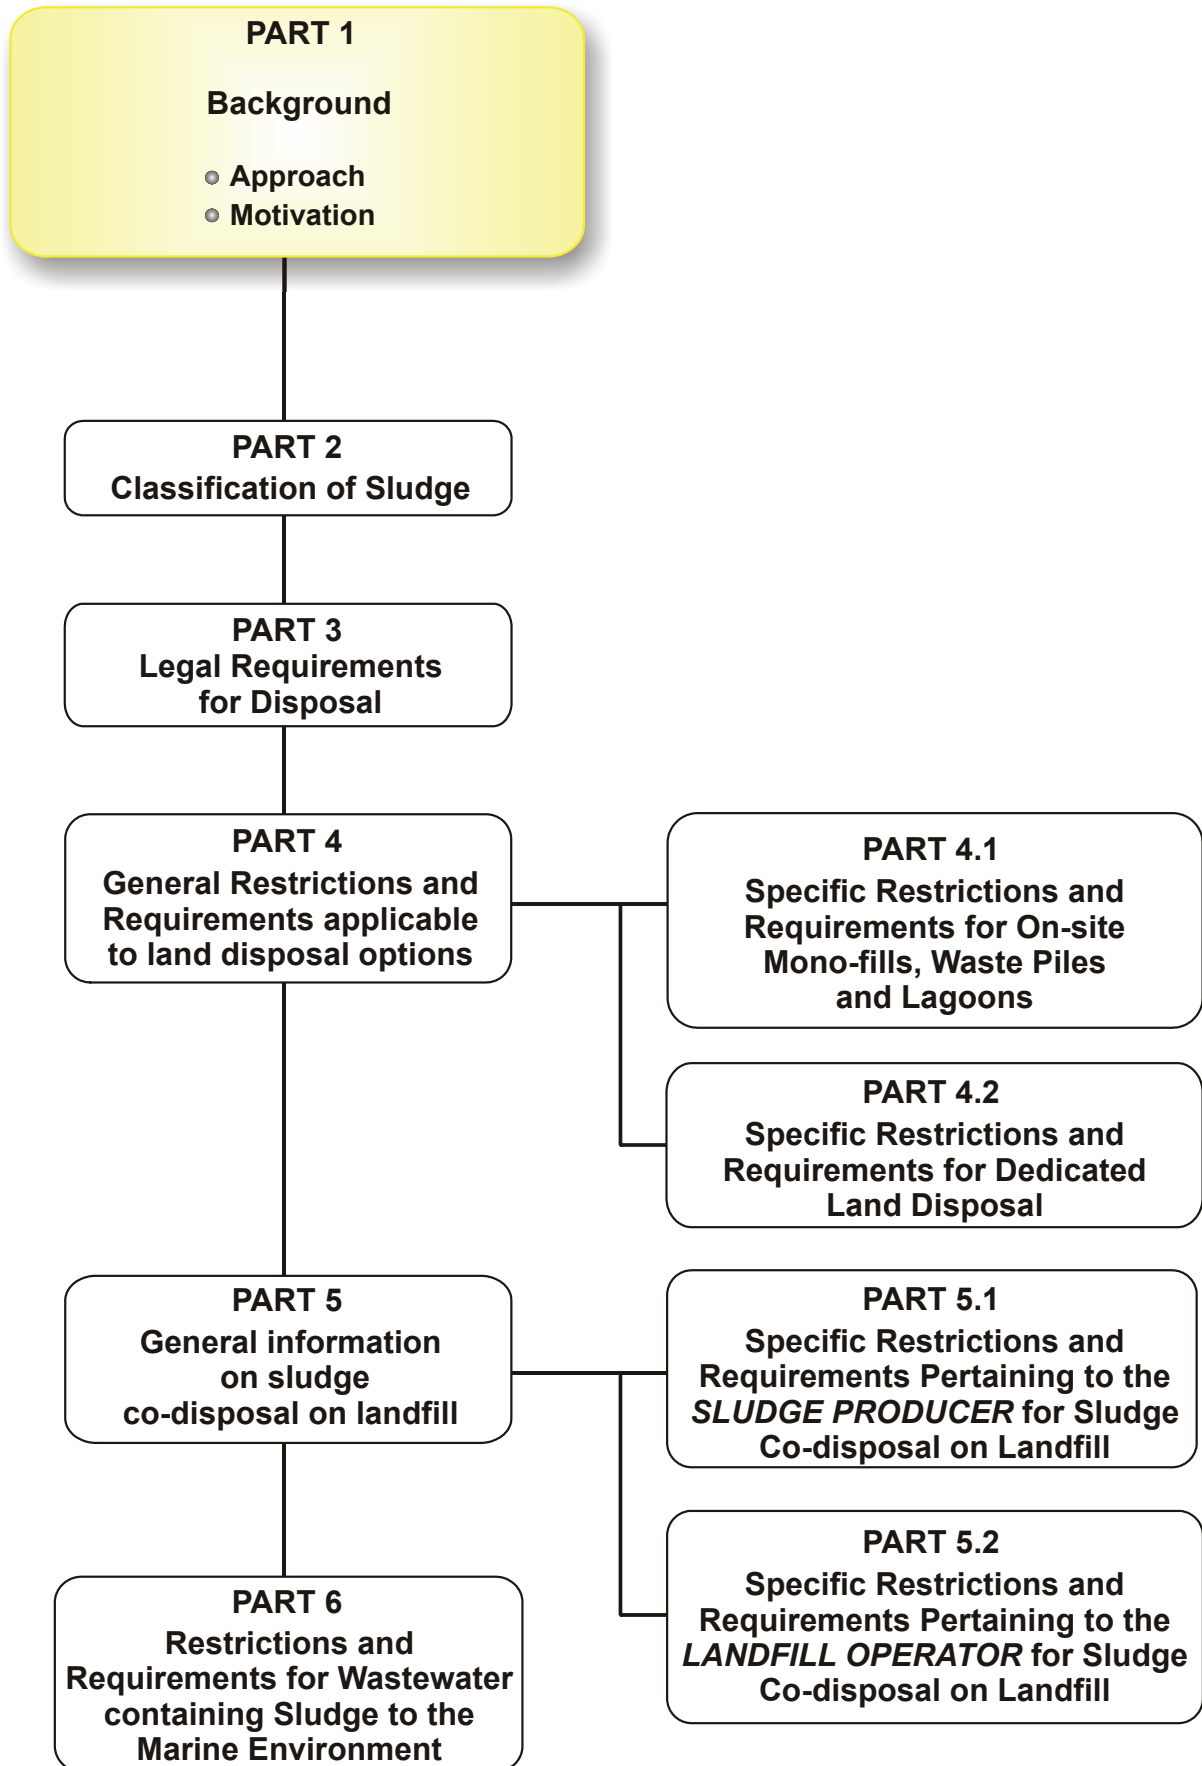 PART 1
Background
Approach
Motivation
PART 2
Classification of Sludge
PART 3
Legal Requirements
for Disposal
PART 4
General Restrictions and
Requirements applicable
to land disposal options
PART 4.1
Specific Restrictions and
Requirements for On-site
Mono-fills, Waste Piles
and Lagoons
PART 4.2
Specific Restrictions and
Requirements for Dedicated
Land Disposal
PART 5
General information
on sludge
co-disposal on landfill
PART 5.1
Specific Restrictions and
Requirements Pertaining to the
SLUDGE PRODUCER for Sludge
Co-disposal on Landfill
PART 5.2
Specific Restrictions and
Requirements Pertaining to the
LANDFILL OPERATOR for Sludge
Co-disposal on Landfill
PART 6
Restrictions and
Requirements for Wastewater
containing Sludge to the
Marine Environment